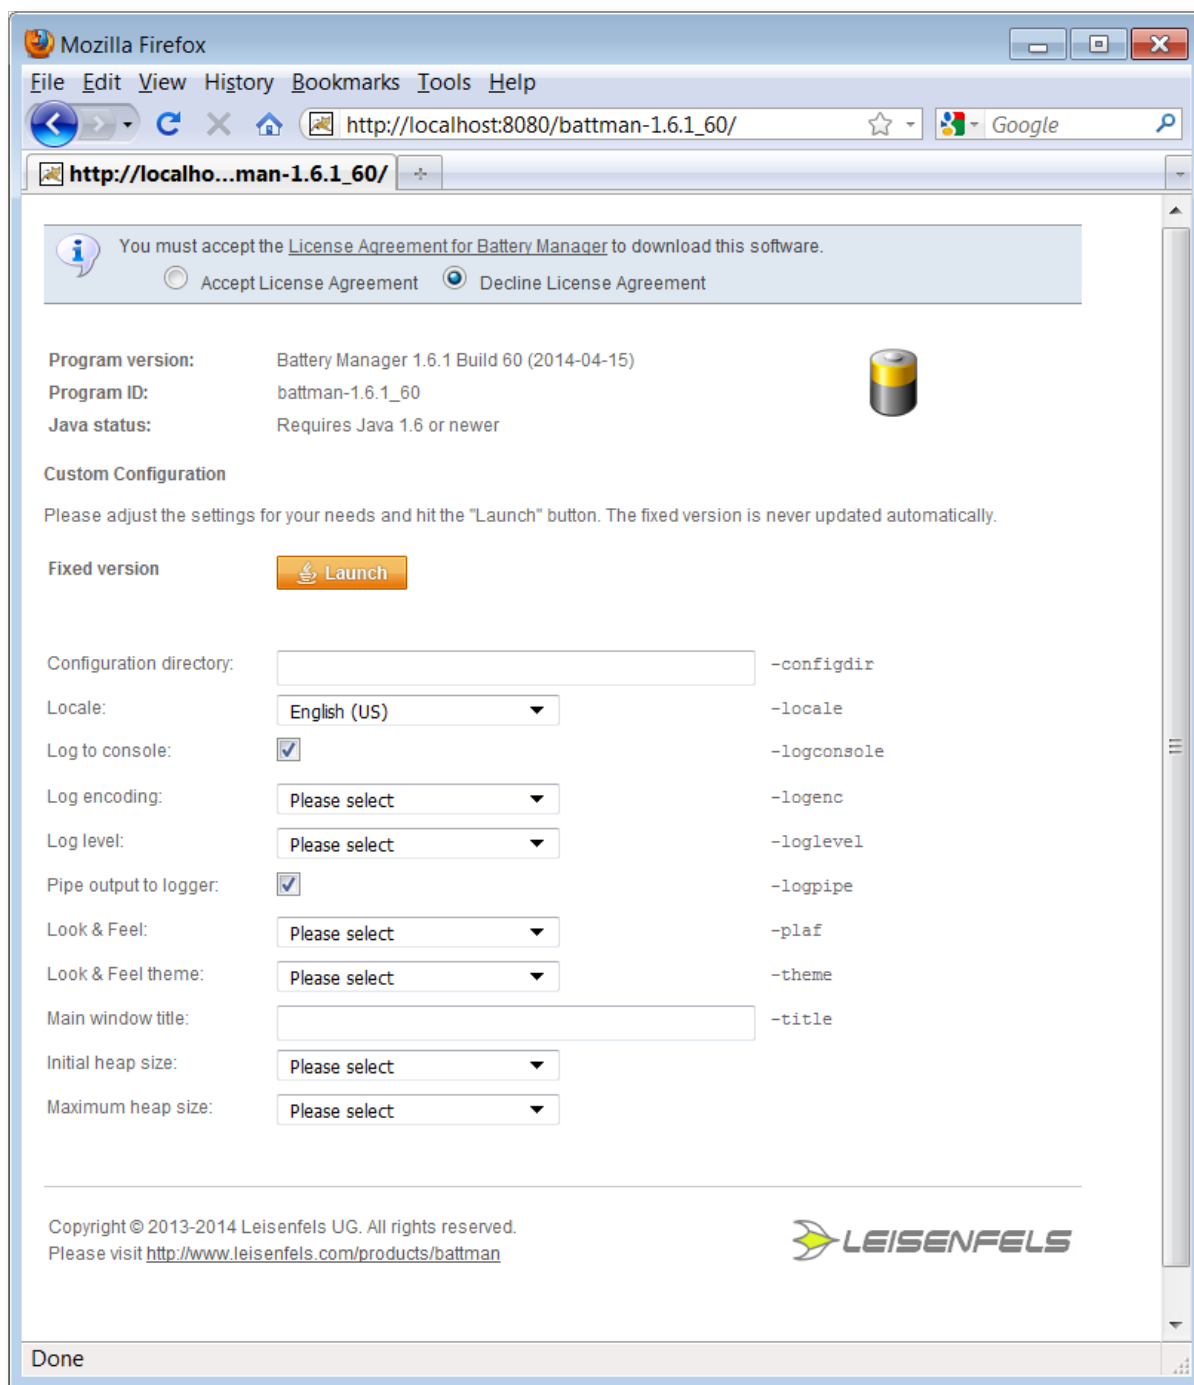 Mozilla Firefox
File Edit View History Bookmarks Tools Help
http://localhost:8080/battman-1.6.1_60/ Google
http://localho...man-1.6.1_60/
You must accept the License Agreement for Battery Manager to download this software.
Accept License Agreement Decline License Agreement
Program version: Battery Manager 1.6.1 Build 60 (2014-04-15)
Program ID: battman-1.6.1_60
Java status: Requires Java 1.6 or newer
Custom Configuration
Please adjust the settings for your needs and hit the "Launch" button. The fixed version is never updated automatically.
Fixed version Launch
Configuration directory: -configdir
Locale: English (US) -locale
Log to console: -logconsole
Log encoding: Please select -logenc
Log level: Please select -loglevel
Pipe output to logger: -logpipe
Look & Feel: Please select -plaf
Look & Feel theme: Please select -theme
Main window title: -title
Initial heap size: Please select
Maximum heap size: Please select
Copyright © 2013-2014 Leisenfels UG. All rights reserved.
Please visit http://www.leisenfels.com/products/battman
LEISENFELS
Done